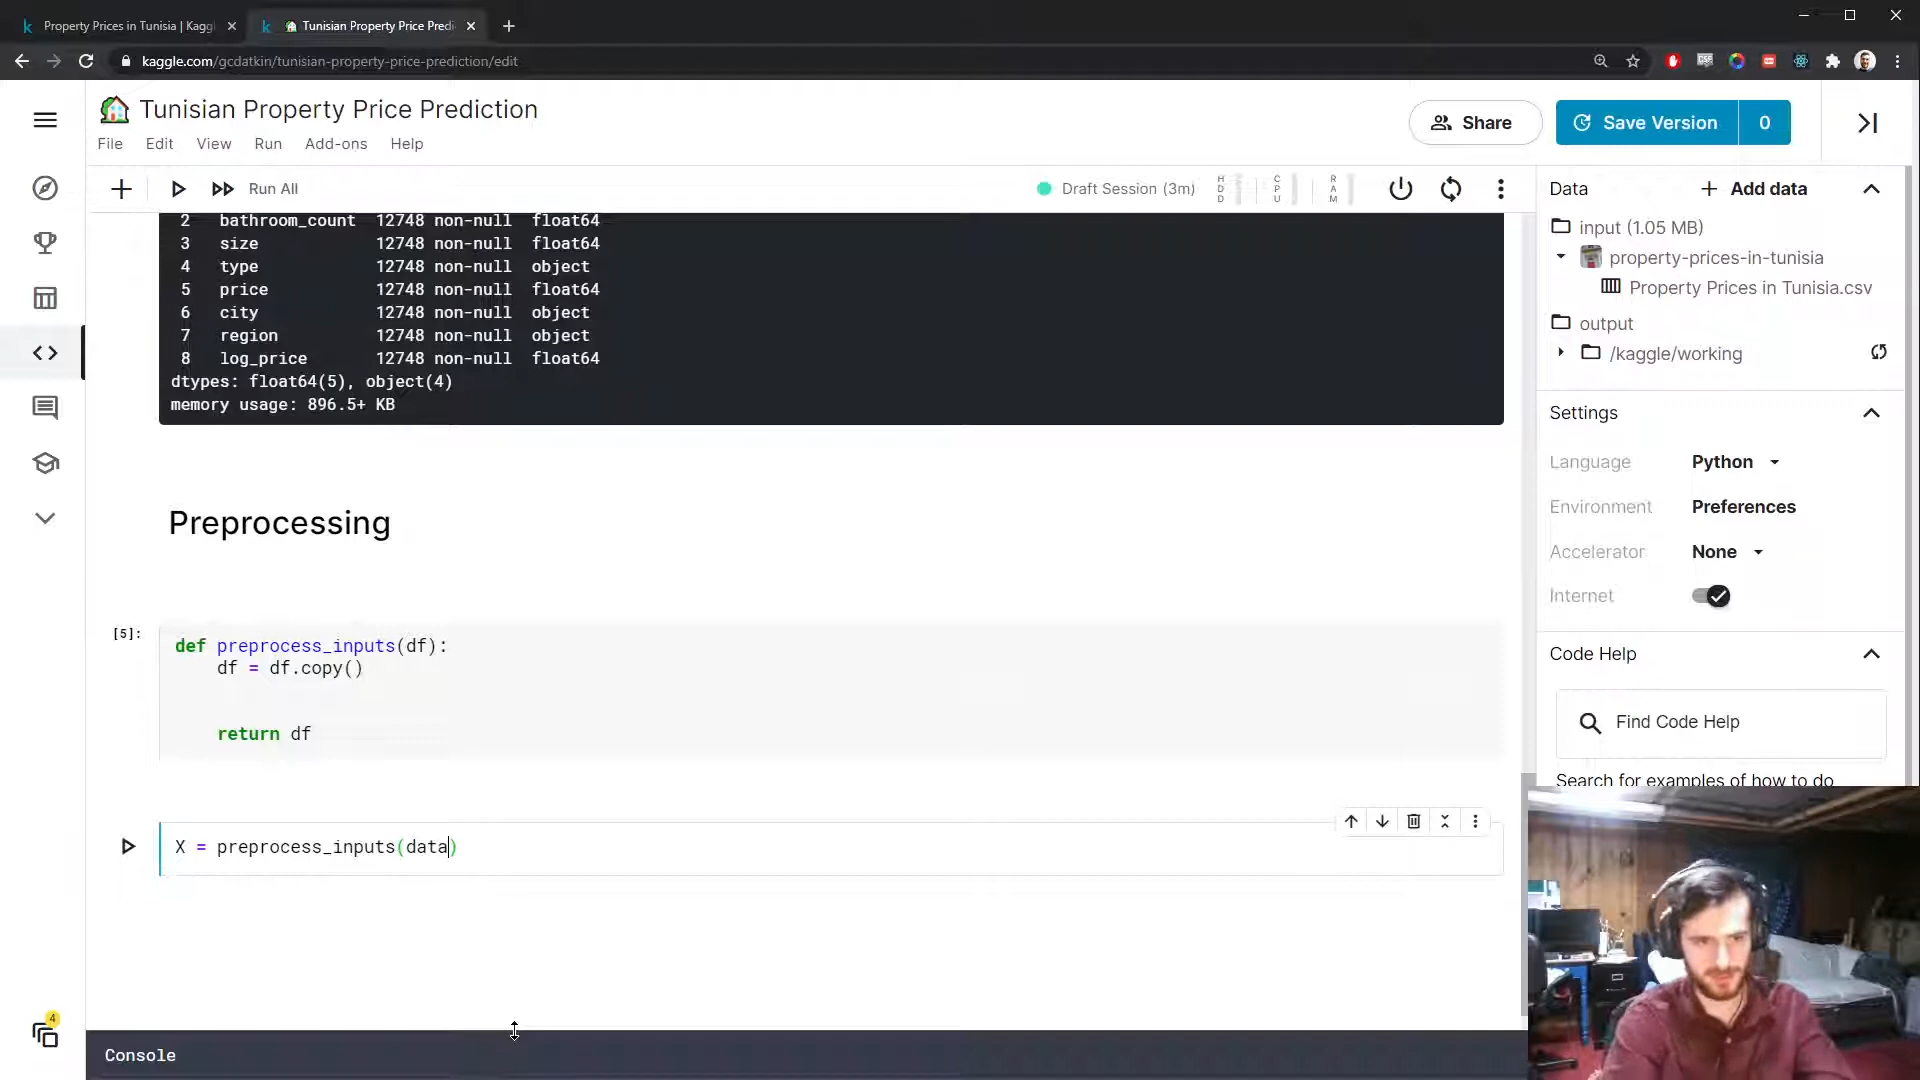 Property Prices in Tunisia | Kaggl
Tunisian Property Price Predi
kaggle.com/gcdatkin/tunisian-property-price-prediction/edit
Tunisian Property Price Prediction
File Edit View Run Add-ons Help
Share
Save Version 0
Run All
Draft Session (3m)
HDD
CPU
RAM
2 bathroom_count 12748 non-null float64
3 size 12748 non-null float64
4 type 12748 non-null object
5 price 12748 non-null float64
6 city 12748 non-null object
7 region 12748 non-null object
8 log_price 12748 non-null float64
dtypes: float64(5), object(4)
memory usage: 896.5+ KB
Preprocessing
[5]:
def preprocess_inputs(df):
df = df.copy()
return df
X = preprocess_inputs(data)
Console
4
Data
Add data
input (1.05 MB)
property-prices-in-tunisia
Property Prices in Tunisia.csv
output
/kaggle/working
Settings
Language Python
Environment Preferences
Accelerator None
Internet
Code Help
Find Code Help
Search for examples of how to do